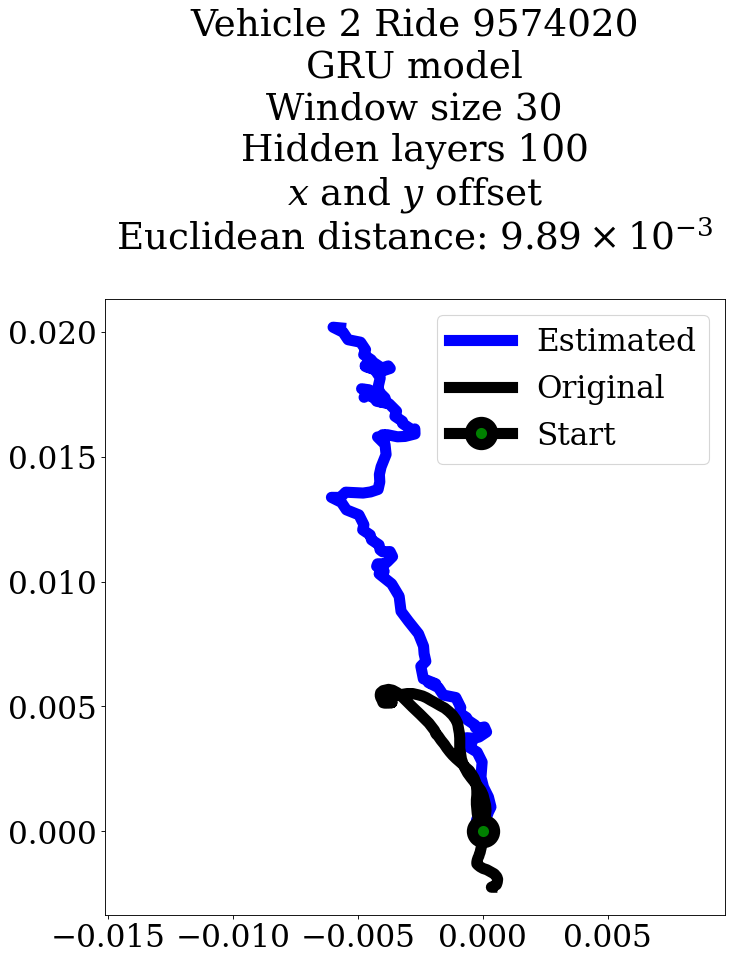 Vehicle 2 Ride 9574020
GRU model
Window size 30
Hidden layers 100
x and y offset
Euclidean distance: 9.89 × 10⁻³
Estimated
Original
Start
0.020
0.015
0.010
0.005
0.000
−0.015 −0.010 −0.005 0.000 0.005